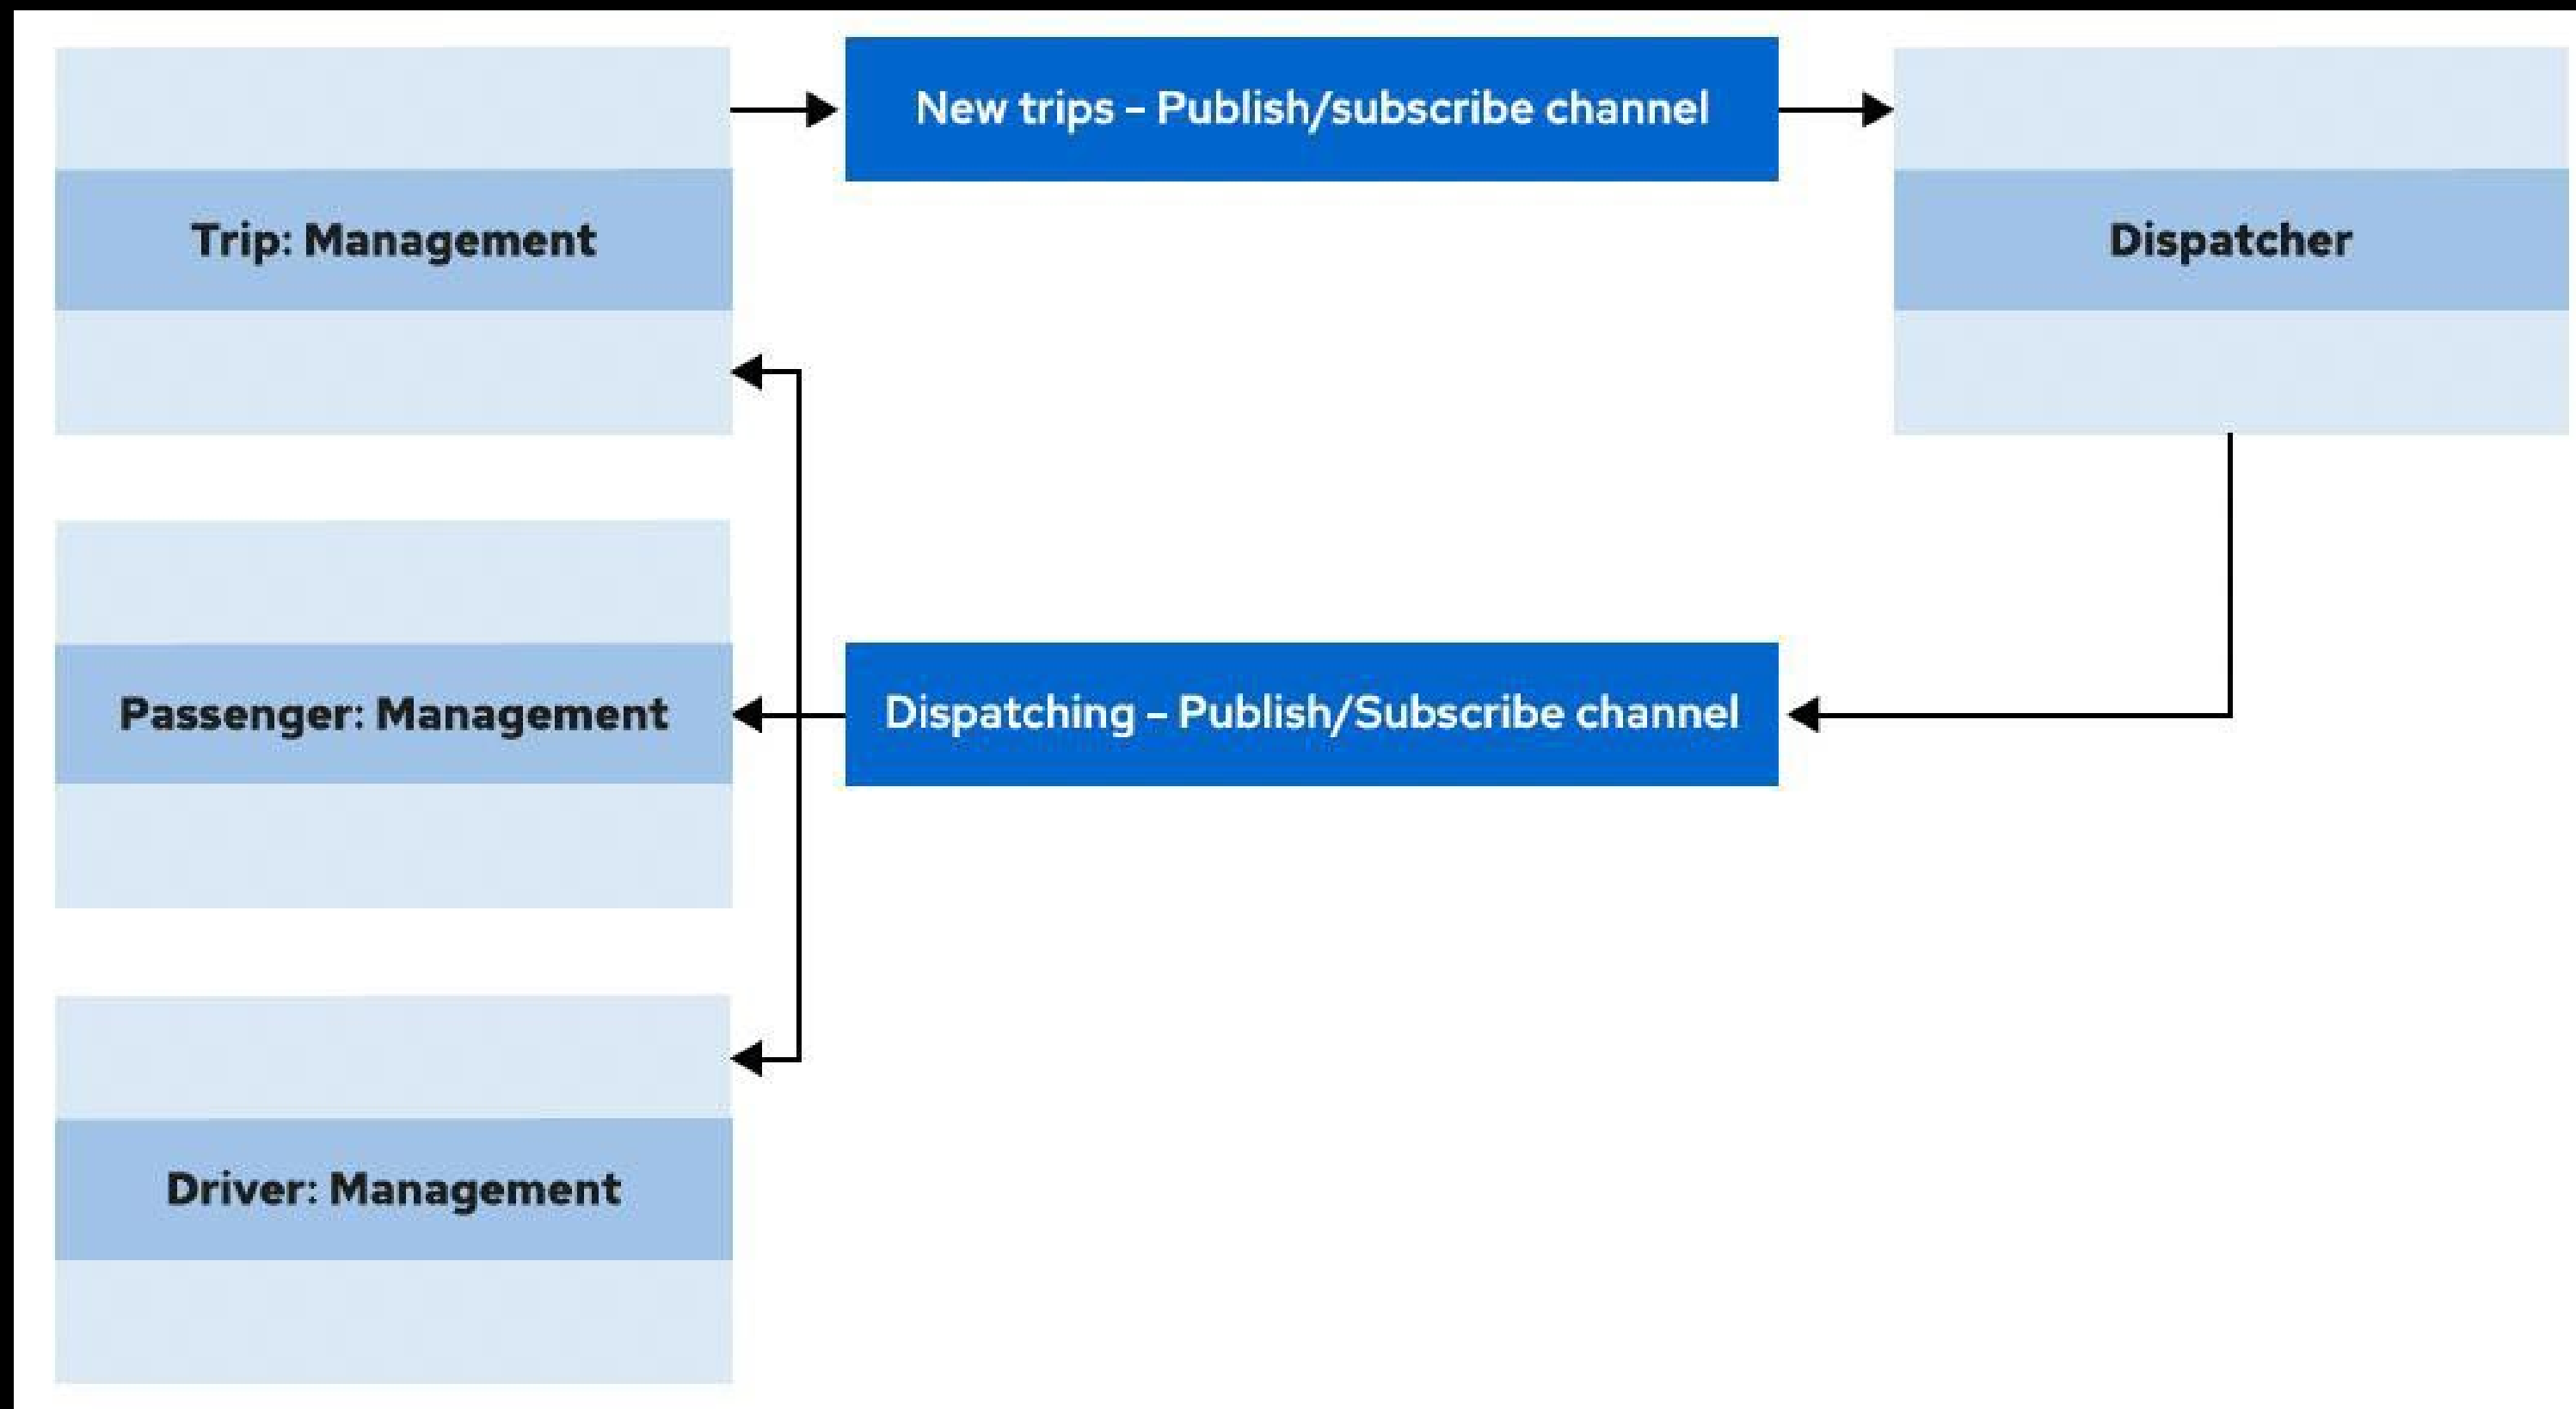 New trips – Publish/subscribe channel
Trip: Management
Dispatcher
Passenger: Management
Dispatching – Publish/Subscribe channel
Driver: Management